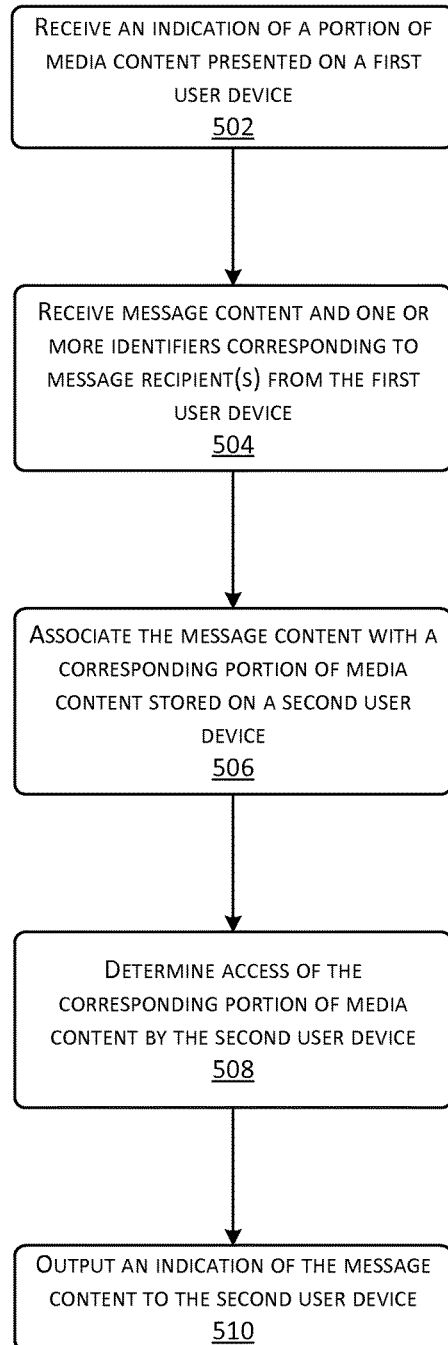 RECEIVE AN INDICATION OF A PORTION OF
MEDIA CONTENT PRESENTED ON A FIRST
USER DEVICE
502
RECEIVE MESSAGE CONTENT AND ONE OR
MORE IDENTIFIERS CORRESPONDING TO
MESSAGE RECIPIENT(S) FROM THE FIRST
USER DEVICE
504
ASSOCIATE THE MESSAGE CONTENT WITH A
CORRESPONDING PORTION OF MEDIA
CONTENT STORED ON A SECOND USER
DEVICE
506
DETERMINE ACCESS OF THE
CORRESPONDING PORTION OF MEDIA
CONTENT BY THE SECOND USER DEVICE
508
OUTPUT AN INDICATION OF THE MESSAGE
CONTENT TO THE SECOND USER DEVICE
510